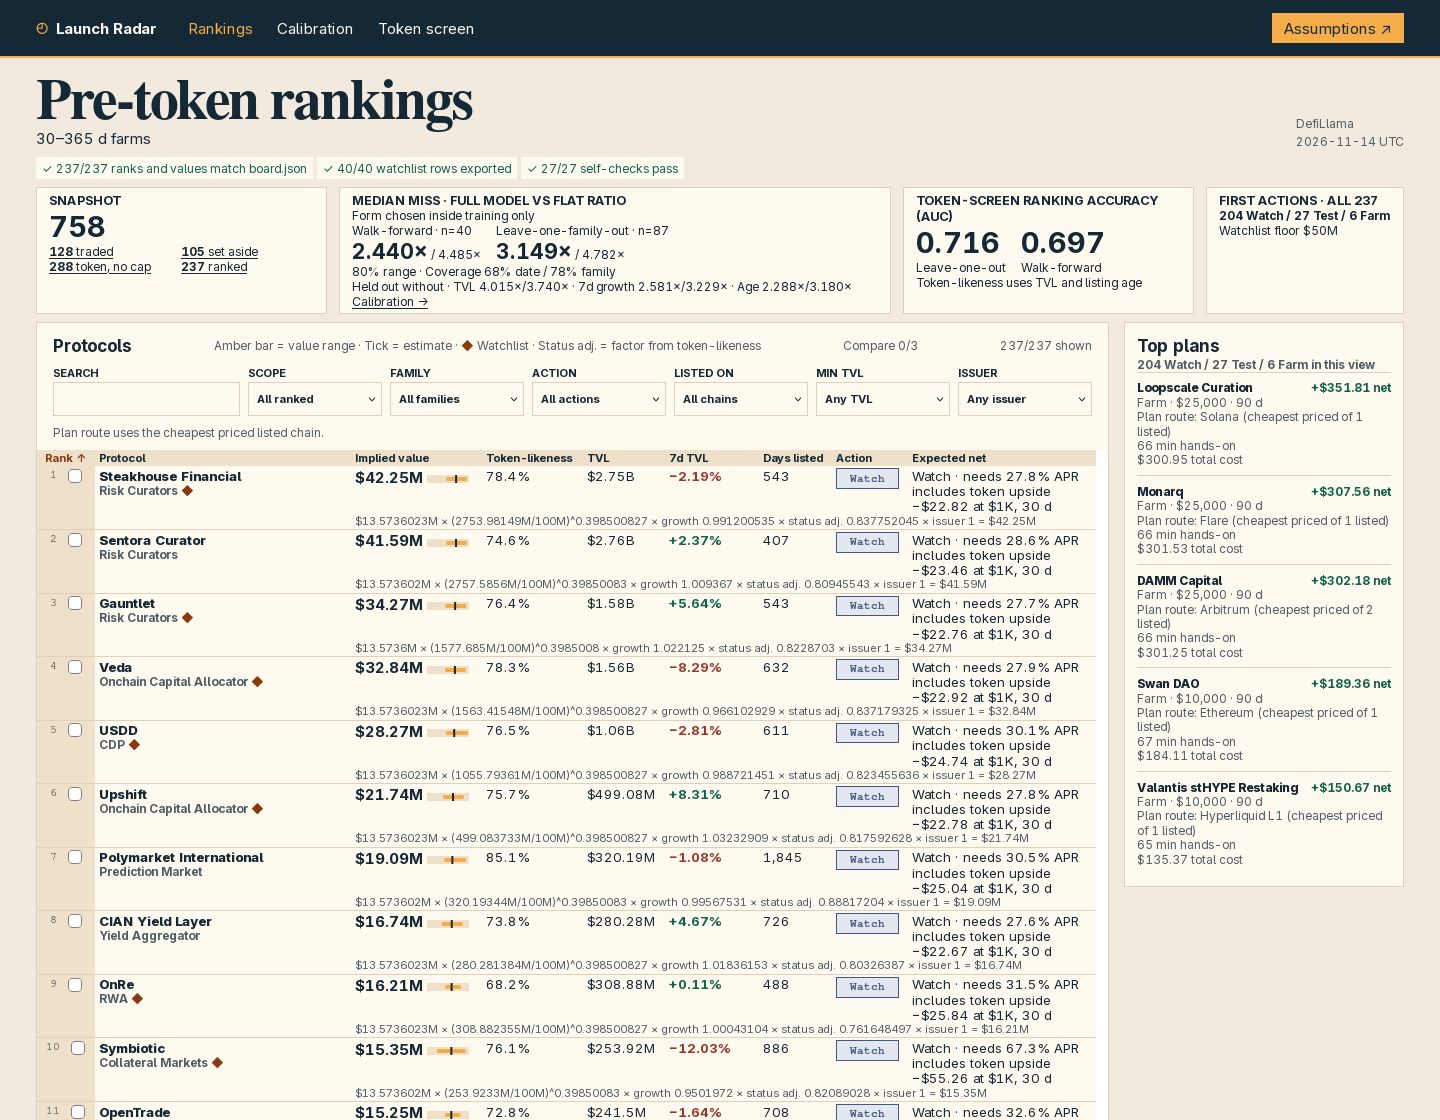 Launch Radar
Rankings
Calibration
Token screen
Assumptions ↗
Pre-token rankings
30–365 d farms
DefiLlama
2026-11-14 UTC
✓ 237/237 ranks and values match board.json
✓ 40/40 watchlist rows exported
✓ 27/27 self-checks pass
SNAPSHOT
758
128 traded
105 set aside
288 token, no cap
237 ranked
MEDIAN MISS · FULL MODEL VS FLAT RATIO
Form chosen inside training only
Walk-forward · n=40
Leave-one-family-out · n=87
2.440× / 4.485×
3.149× / 4.782×
80% range · Coverage 68% date / 78% family
Held out without · TVL 4.015×/3.740× · 7d growth 2.581×/3.229× · Age 2.288×/3.180×
Calibration →
TOKEN-SCREEN RANKING ACCURACY
(AUC)
0.716
0.697
Leave-one-out
Walk-forward
Token-likeness uses TVL and listing age
FIRST ACTIONS · ALL 237
204 Watch / 27 Test / 6 Farm
Watchlist floor $50M
Protocols
Amber bar = value range · Tick = estimate · ◆ Watchlist · Status adj. = factor from token-likeness
Compare 0/3
237/237 shown
SEARCH
SCOPE
FAMILY
ACTION
LISTED ON
MIN TVL
ISSUER
All ranked
All families
All actions
All chains
Any TVL
Any issuer
Plan route uses the cheapest priced listed chain.
Rank ↑ Protocol Implied value Token-likeness TVL 7d TVL Days listed Action Expected net
1 Steakhouse Financial $42.25M 78.4% $2.75B −2.19% 543 Watch Watch · needs 27.8% APR
Risk Curators ◆ includes token upside
−$22.82 at $1K, 30 d
$13.5736023M × (2753.98149M/100M)^0.398500827 × growth 0.991200535 × status adj. 0.837752045 × issuer 1 = $42.25M
2 Sentora Curator $41.59M 74.6% $2.76B +2.37% 407 Watch Watch · needs 28.6% APR
Risk Curators includes token upside
−$23.46 at $1K, 30 d
$13.573602M × (2757.5856M/100M)^0.39850083 × growth 1.009367 × status adj. 0.80945543 × issuer 1 = $41.59M
3 Gauntlet $34.27M 76.4% $1.58B +5.64% 543 Watch Watch · needs 27.7% APR
Risk Curators ◆ includes token upside
−$22.76 at $1K, 30 d
$13.5736M × (1577.685M/100M)^0.3985008 × growth 1.022125 × status adj. 0.8228703 × issuer 1 = $34.27M
4 Veda $32.84M 78.3% $1.56B −8.29% 632 Watch Watch · needs 27.9% APR
Onchain Capital Allocator ◆ includes token upside
−$22.92 at $1K, 30 d
$13.5736023M × (1563.41548M/100M)^0.398500827 × growth 0.966102929 × status adj. 0.837179325 × issuer 1 = $32.84M
5 USDD $28.27M 76.5% $1.06B −2.81% 611 Watch Watch · needs 30.1% APR
CDP ◆ includes token upside
−$24.74 at $1K, 30 d
$13.5736023M × (1055.79361M/100M)^0.398500827 × growth 0.988721451 × status adj. 0.823455636 × issuer 1 = $28.27M
6 Upshift $21.74M 75.7% $499.08M +8.31% 710 Watch Watch · needs 27.8% APR
Onchain Capital Allocator ◆ includes token upside
−$22.78 at $1K, 30 d
$13.5736023M × (499.083733M/100M)^0.398500827 × growth 1.03232909 × status adj. 0.817592628 × issuer 1 = $21.74M
7 Polymarket International $19.09M 85.1% $320.19M −1.08% 1,845 Watch Watch · needs 30.5% APR
Prediction Market includes token upside
−$25.04 at $1K, 30 d
$13.573602M × (320.19344M/100M)^0.39850083 × growth 0.99567531 × status adj. 0.88817204 × issuer 1 = $19.09M
8 CIAN Yield Layer $16.74M 73.8% $280.28M +4.67% 726 Watch Watch · needs 27.6% APR
Yield Aggregator includes token upside
−$22.67 at $1K, 30 d
$13.5736023M × (280.281384M/100M)^0.398500827 × growth 1.01836153 × status adj. 0.80326387 × issuer 1 = $16.74M
9 OnRe $16.21M 68.2% $308.88M +0.11% 488 Watch Watch · needs 31.5% APR
RWA ◆ includes token upside
−$25.84 at $1K, 30 d
$13.5736023M × (308.882355M/100M)^0.398500827 × growth 1.00043104 × status adj. 0.761648497 × issuer 1 = $16.21M
10 Symbiotic $15.35M 76.1% $253.92M −12.03% 886 Watch Watch · needs 67.3% APR
Collateral Markets ◆ includes token upside
−$55.26 at $1K, 30 d
$13.573602M × (253.9233M/100M)^0.39850083 × growth 0.9501972 × status adj. 0.82089028 × issuer 1 = $15.35M
11 OpenTrade $15.25M 72.8% $241.5M −1.64% 708 Watch Watch · needs 32.6% APR
Top plans
204 Watch / 27 Test / 6 Farm in this view
Loopscale Curation +$351.81 net
Farm · $25,000 · 90 d
Plan route: Solana (cheapest priced of 1
listed)
66 min hands-on
$300.95 total cost
Monarq +$307.56 net
Farm · $25,000 · 90 d
Plan route: Flare (cheapest priced of 1 listed)
66 min hands-on
$301.53 total cost
DAMM Capital +$302.18 net
Farm · $25,000 · 90 d
Plan route: Arbitrum (cheapest priced of 2
listed)
66 min hands-on
$301.25 total cost
Swan DAO +$189.36 net
Farm · $10,000 · 90 d
Plan route: Ethereum (cheapest priced of 1
listed)
67 min hands-on
$184.11 total cost
Valantis stHYPE Restaking +$150.67 net
Farm · $10,000 · 90 d
Plan route: Hyperliquid L1 (cheapest priced
of 1 listed)
65 min hands-on
$135.37 total cost